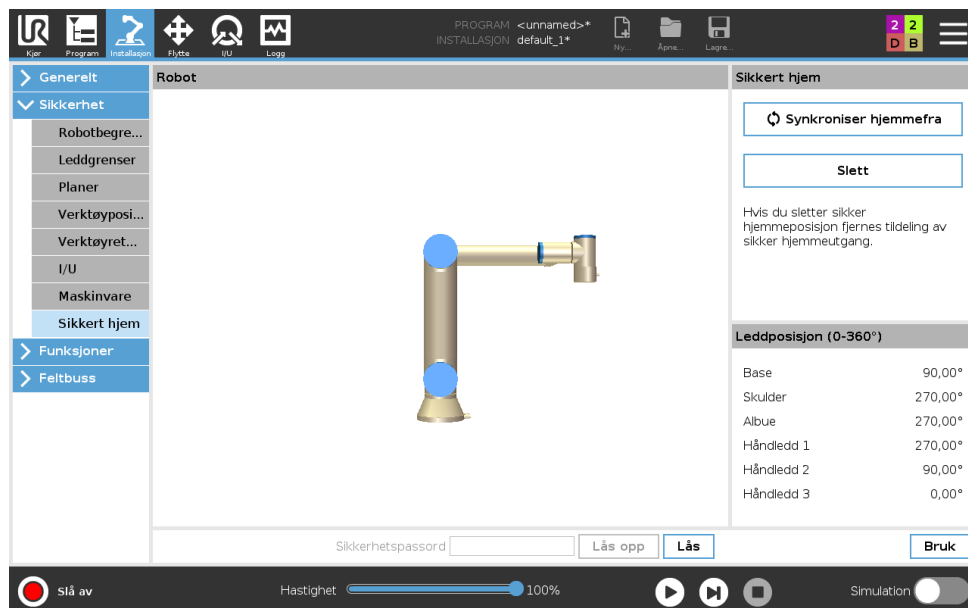 UR
Kjør
Program
Installasjon
Flytte
I/U
Logg
PROGRAM <unnamed>*
INSTALLASJON default_1*
Ny...
Åpne...
Lagre...
2 2
D B
Generelt
Sikkerhet
Robotbegre...
Leddgrenser
Planer
Verktøyposi...
Verktøyret...
I/U
Maskinvare
Sikkert hjem
Funksjoner
Feltbuss
Robot
Sikkert hjem
Synkroniser hjemmefra
Slett
Hvis du sletter sikker
hjemmeposisjon fjernes tildeling av
sikker hjemmeutgang.
Leddposisjon (0-360°)
Base 90,00°
Skulder 270,00°
Albue 270,00°
Håndledd 1 270,00°
Håndledd 2 90,00°
Håndledd 3 0,00°
Sikkerhetspassord
Lås opp
Lås
Bruk
Slå av
Hastighet
100%
Simulation